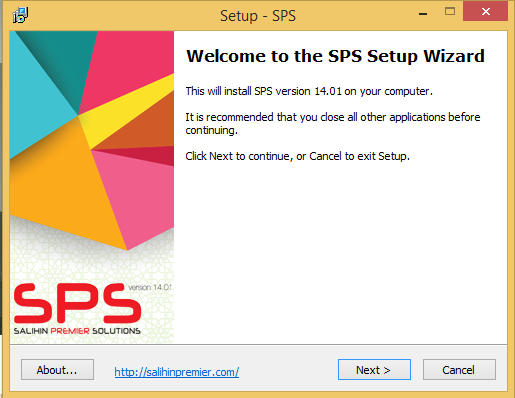 Setup - SPS
Welcome to the SPS Setup Wizard
This will install SPS version 14.01 on your computer.
It is recommended that you close all other applications before
continuing.
Click Next to continue, or Cancel to exit Setup.
version 14.01
SPS
SALIHIN PREMIER SOLUTIONS
About...
http://salihinpremier.com/
Next >
Cancel